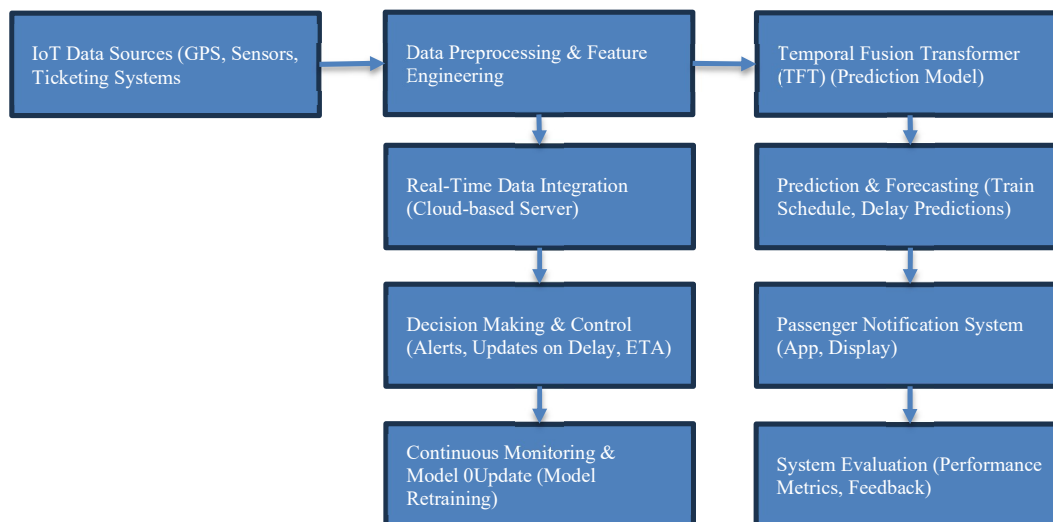 IoT Data Sources (GPS, Sensors,
Ticketing Systems
Data Preprocessing & Feature
Engineering
Temporal Fusion Transformer
(TFT) (Prediction Model)
Real-Time Data Integration
(Cloud-based Server)
Prediction & Forecasting (Train
Schedule, Delay Predictions)
Decision Making & Control
(Alerts, Updates on Delay, ETA)
Passenger Notification System
(App, Display)
Continuous Monitoring &
Model 0Update (Model
Retraining)
System Evaluation (Performance
Metrics, Feedback)